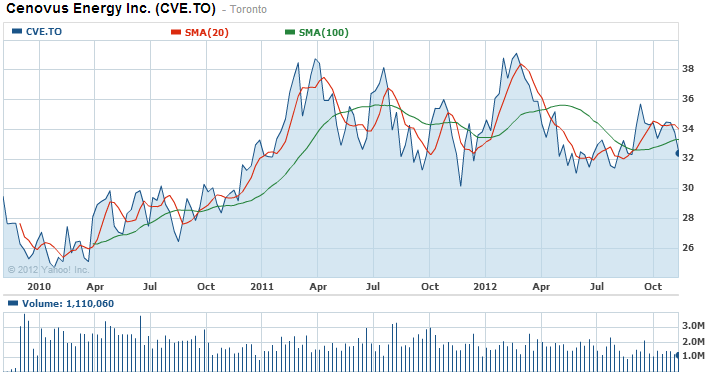 Cenovus Energy Inc. (CVE.TO) - Toronto
CVE.TO SMA(20) SMA(100)
38
36
34
32
30
28
26
© 2012 Yahoo! Inc.
2010 Apr Jul Oct 2011 Apr Jul Oct 2012 Apr Jul Oct
Volume: 1,110,060
3.0M
2.0M
1.0M